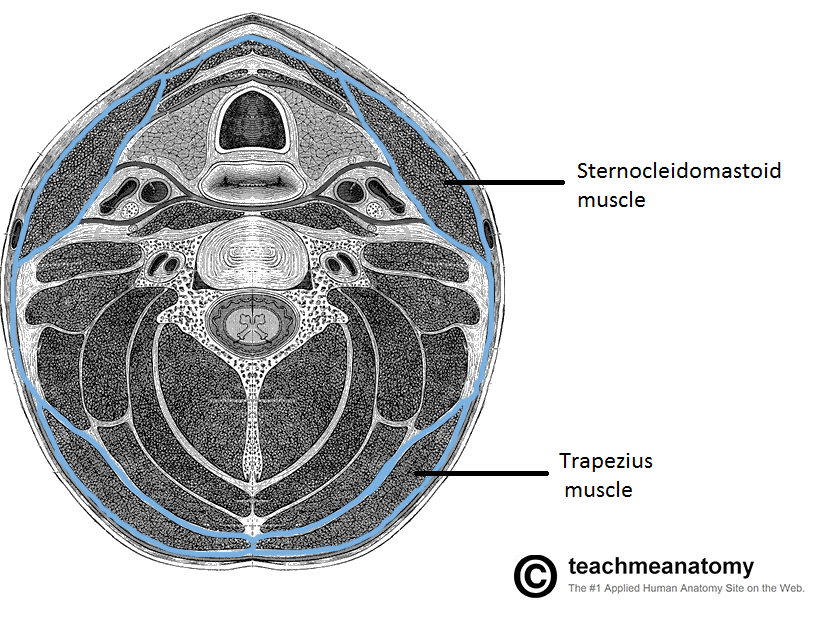 Sternocleidomastoid
muscle
Trapezius
muscle
© teachmeanatomy
The #1 Applied Human Anatomy Site on the Web.